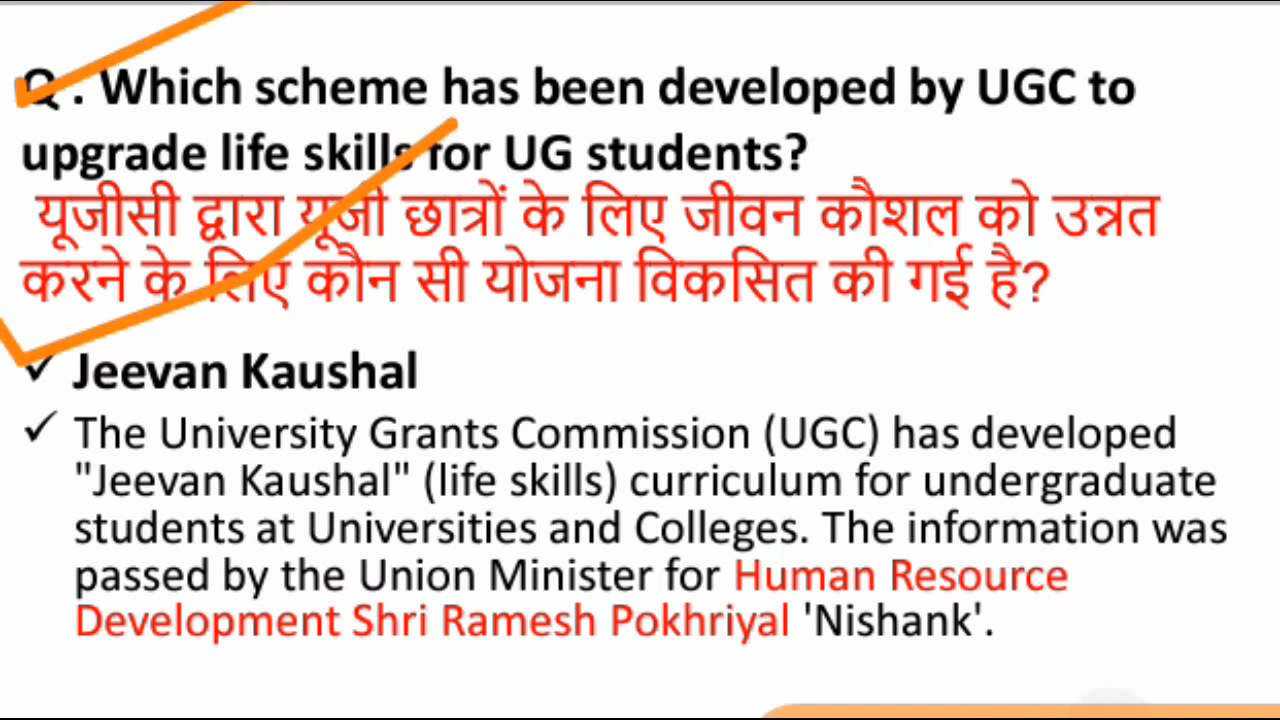 Q . Which scheme has been developed by UGC to
upgrade life skills for UG students?
यूजीसी द्वारा यूजी छात्रों के लिए जीवन कौशल को उन्नत
करने के लिए कौन सी योजना विकसित की गई है?
✓ Jeevan Kaushal
✓ The University Grants Commission (UGC) has developed
"Jeevan Kaushal" (life skills) curriculum for undergraduate
students at Universities and Colleges. The information was
passed by the Union Minister for Human Resource
Development Shri Ramesh Pokhriyal 'Nishank'.